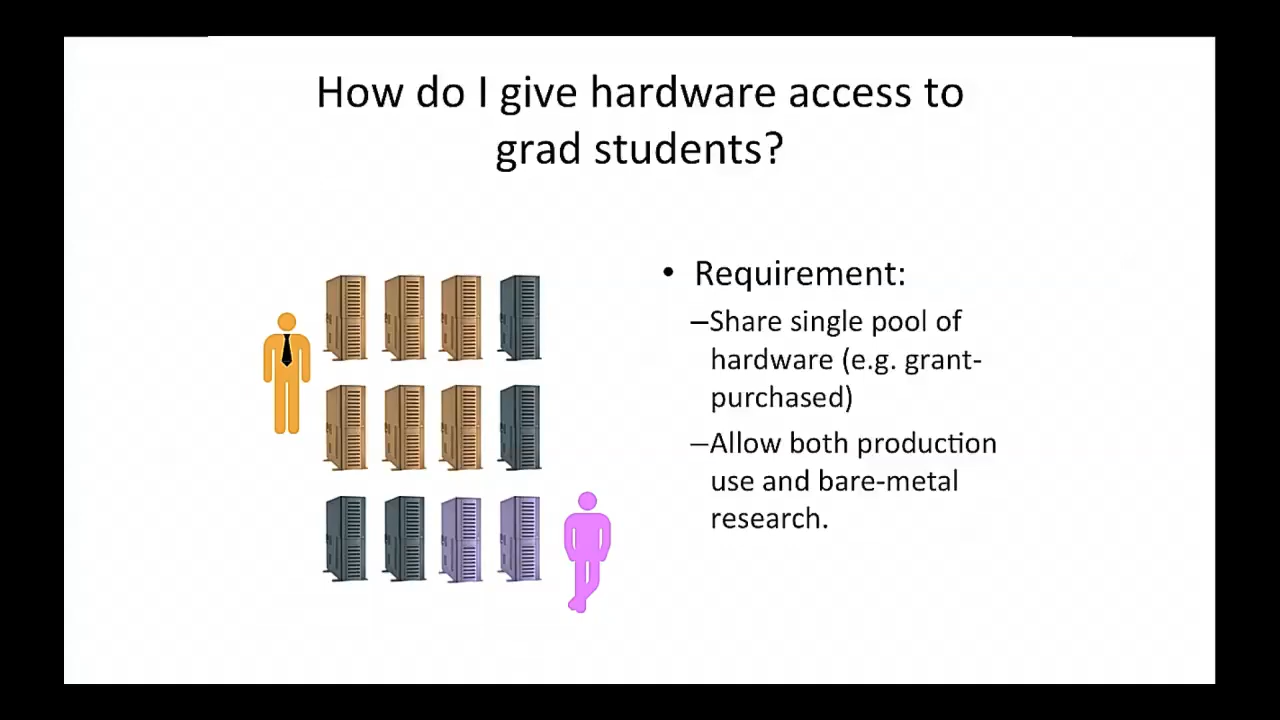 How do I give hardware access to
grad students?
• Requirement:
–Share single pool of
hardware (e.g. grant-
purchased)
–Allow both production
use and bare-metal
research.